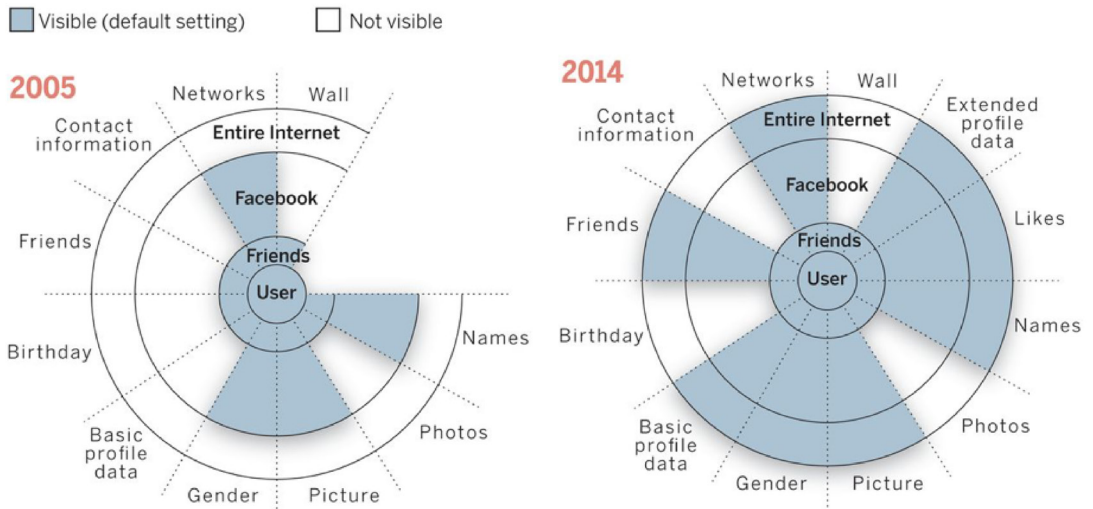 Visible (default setting)
Not visible
2005
Networks
Wall
Contact
information
Entire Internet
Facebook
Friends
Friends
User
Names
Birthday
Photos
Basic
profile
data
Gender
Picture
2014
Networks
Wall
Extended
profile
data
Contact
information
Entire Internet
Facebook
Friends
Likes
Friends
User
Names
Birthday
Photos
Basic
profile
data
Gender
Picture